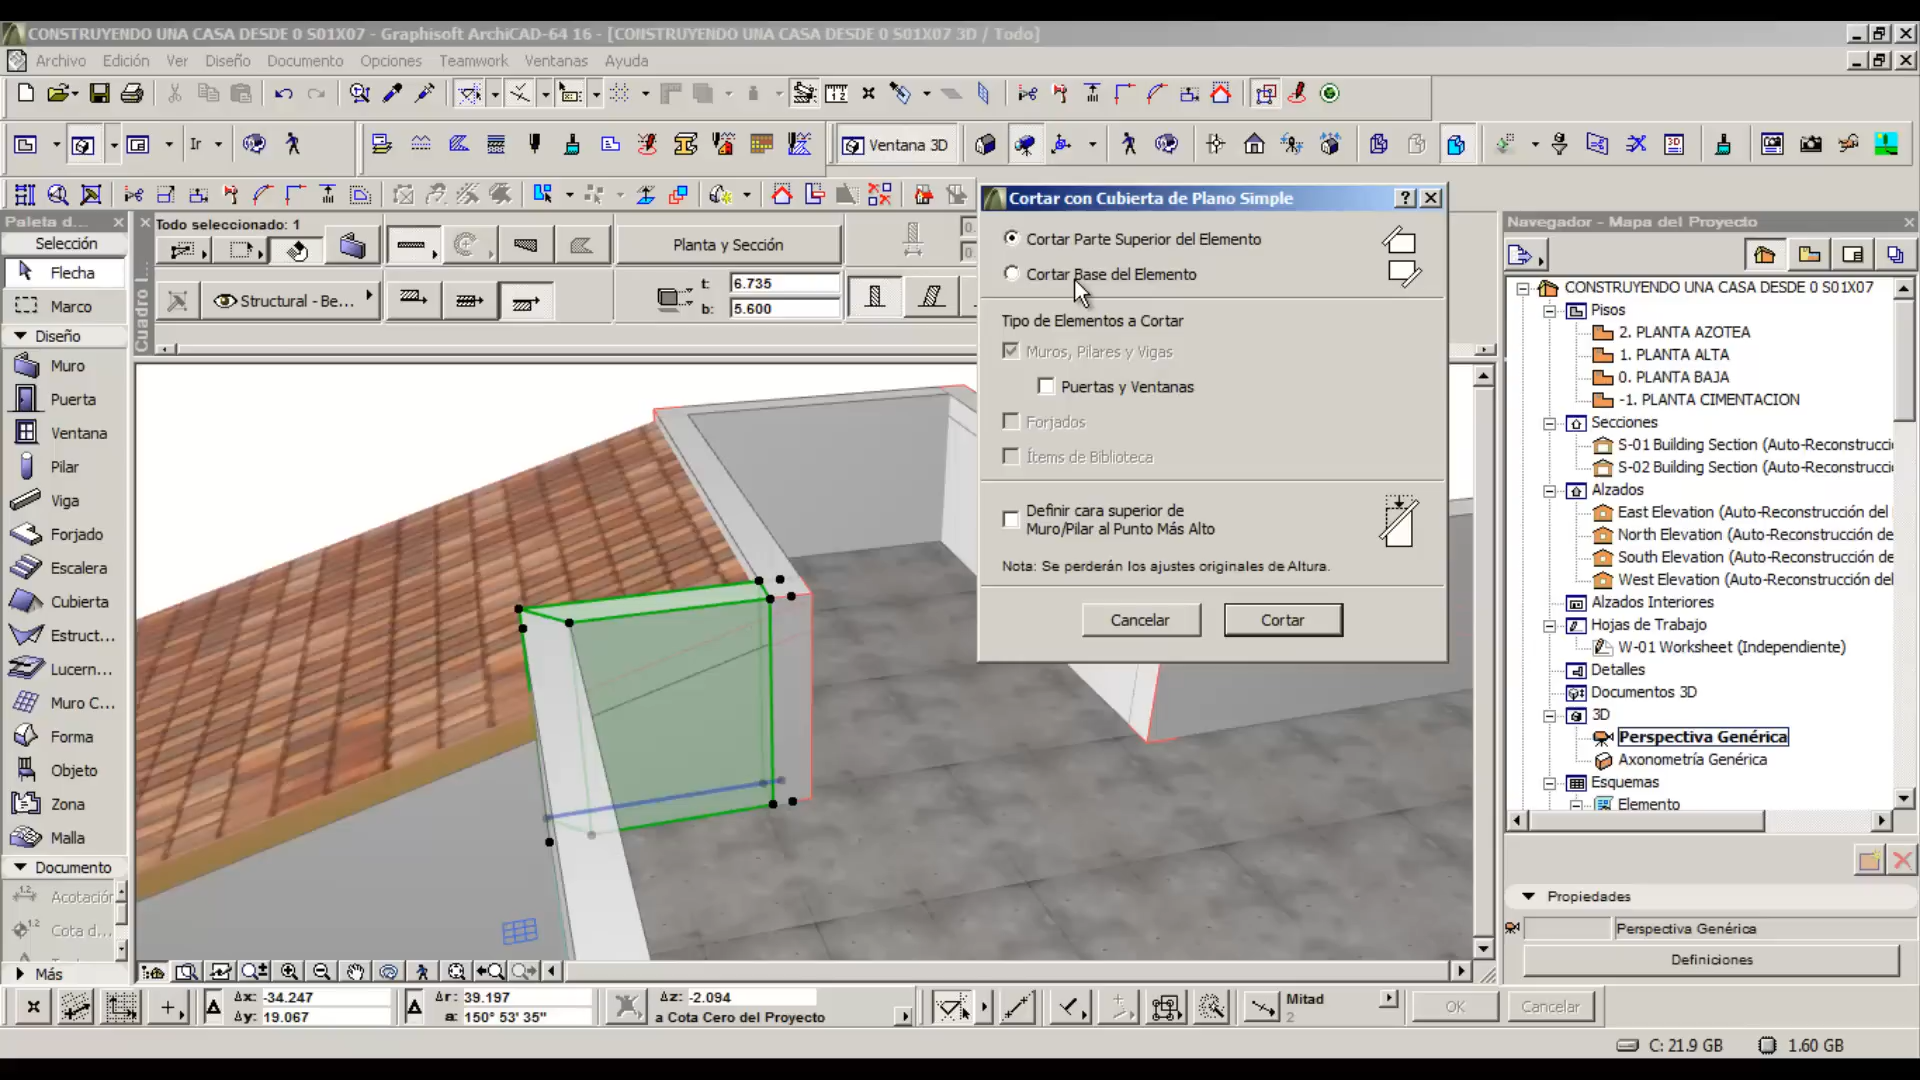 CONSTRUYENDO UNA CASA DESDE 0 S01X07 - Graphisoft ArchiCAD-64 16 - [CONSTRUYENDO UNA CASA DESDE 0 S01X07 3D / Todo]
Archivo Edición Ver Diseño Documento Opciones Teamwork Ventanas Ayuda
Ventana 3D
Paleta d...
Todo seleccionado: 1
Selección
Flecha
Marco
Diseño
Muro
Puerta
Ventana
Pilar
Viga
Forjado
Escalera
Cubierta
Estruct...
Lucern...
Muro C...
Forma
Objeto
Zona
Malla
Documento
Acotación
Cota d...
Más
Cuadro I...
Structural - Be...
Planta y Sección
t: 6.735
b: 5.600
Cortar con Cubierta de Plano Simple
Cortar Parte Superior del Elemento
Cortar Base del Elemento
Tipo de Elementos a Cortar
Muros, Pilares y Vigas
Puertas y Ventanas
Forjados
Ítems de Biblioteca
Definir cara superior de
Muro/Pilar al Punto Más Alto
Nota: Se perderán los ajustes originales de Altura.
Cancelar Cortar
Navegador - Mapa del Proyecto
CONSTRUYENDO UNA CASA DESDE 0 S01X07
Pisos
2. PLANTA AZOTEA
1. PLANTA ALTA
0. PLANTA BAJA
-1. PLANTA CIMENTACION
Secciones
S-01 Building Section (Auto-Reconstrucci
S-02 Building Section (Auto-Reconstrucci
Alzados
East Elevation (Auto-Reconstrucción del
North Elevation (Auto-Reconstrucción de
South Elevation (Auto-Reconstrucción de
West Elevation (Auto-Reconstrucción del
Alzados Interiores
Hojas de Trabajo
W-01 Worksheet (Independiente)
Detalles
Documentos 3D
3D
Perspectiva Genérica
Axonometría Genérica
Esquemas
Elemento
Propiedades
Perspectiva Genérica
Definiciones
Δx: -34.247
Δy: 19.067
Δr: 39.197
a: 150° 53' 35"
Δz: -2.094
a Cota Cero del Proyecto
Mitad
2
OK Cancelar
C: 21.9 GB 1.60 GB